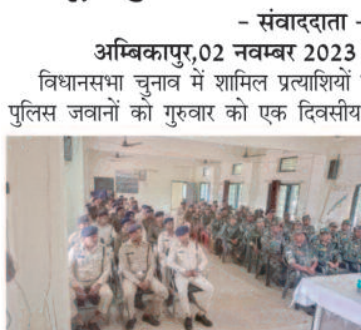 - संवाददाता -
अम्बिकापुर,02 नवम्बर 2023
विधानसभा चुनाव में शामिल प्रत्याशियों
पुलिस जवानों को गुरुवार को एक दिवसीय